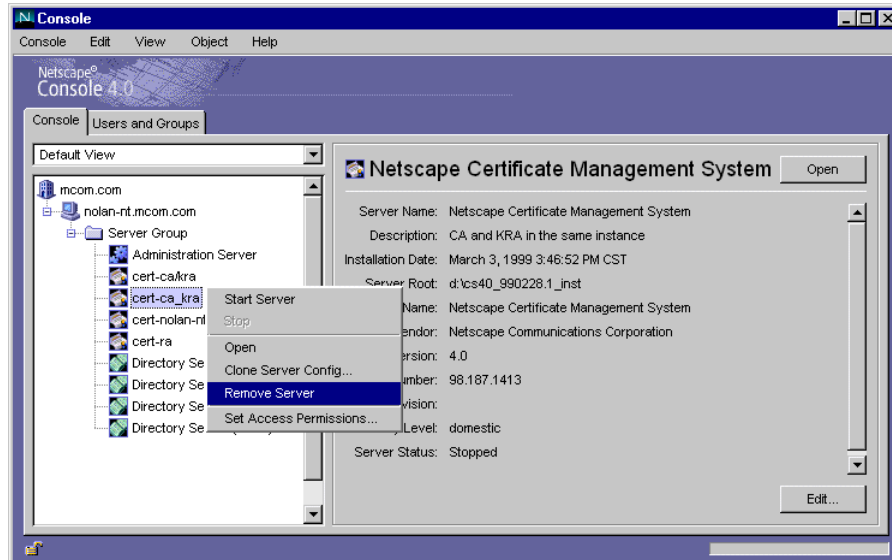 Console
Console Edit View Object Help
Netscape®
Console 4.0
Console Users and Groups
Default View
mcom.com
nolan-nt.mcom.com
Server Group
Administration Server
cert-ca/kra
cert-ca_kra
cert-nolan-nt
cert-ra
Directory Se
Directory Se
Directory Se
Directory Se
Start Server
Stop
Open
Clone Server Config...
Remove Server
Set Access Permissions...
Netscape Certificate Management System Open
Server Name: Netscape Certificate Management System
Description: CA and KRA in the same instance
Installation Date: March 3, 1999 3:46:52 PM CST
Server Root: d:\cs40_990228.1_inst
Name: Netscape Certificate Management System
endor: Netscape Communications Corporation
ersion: 4.0
umber: 98.187.1413
vision:
Level: domestic
Server Status: Stopped
Edit...